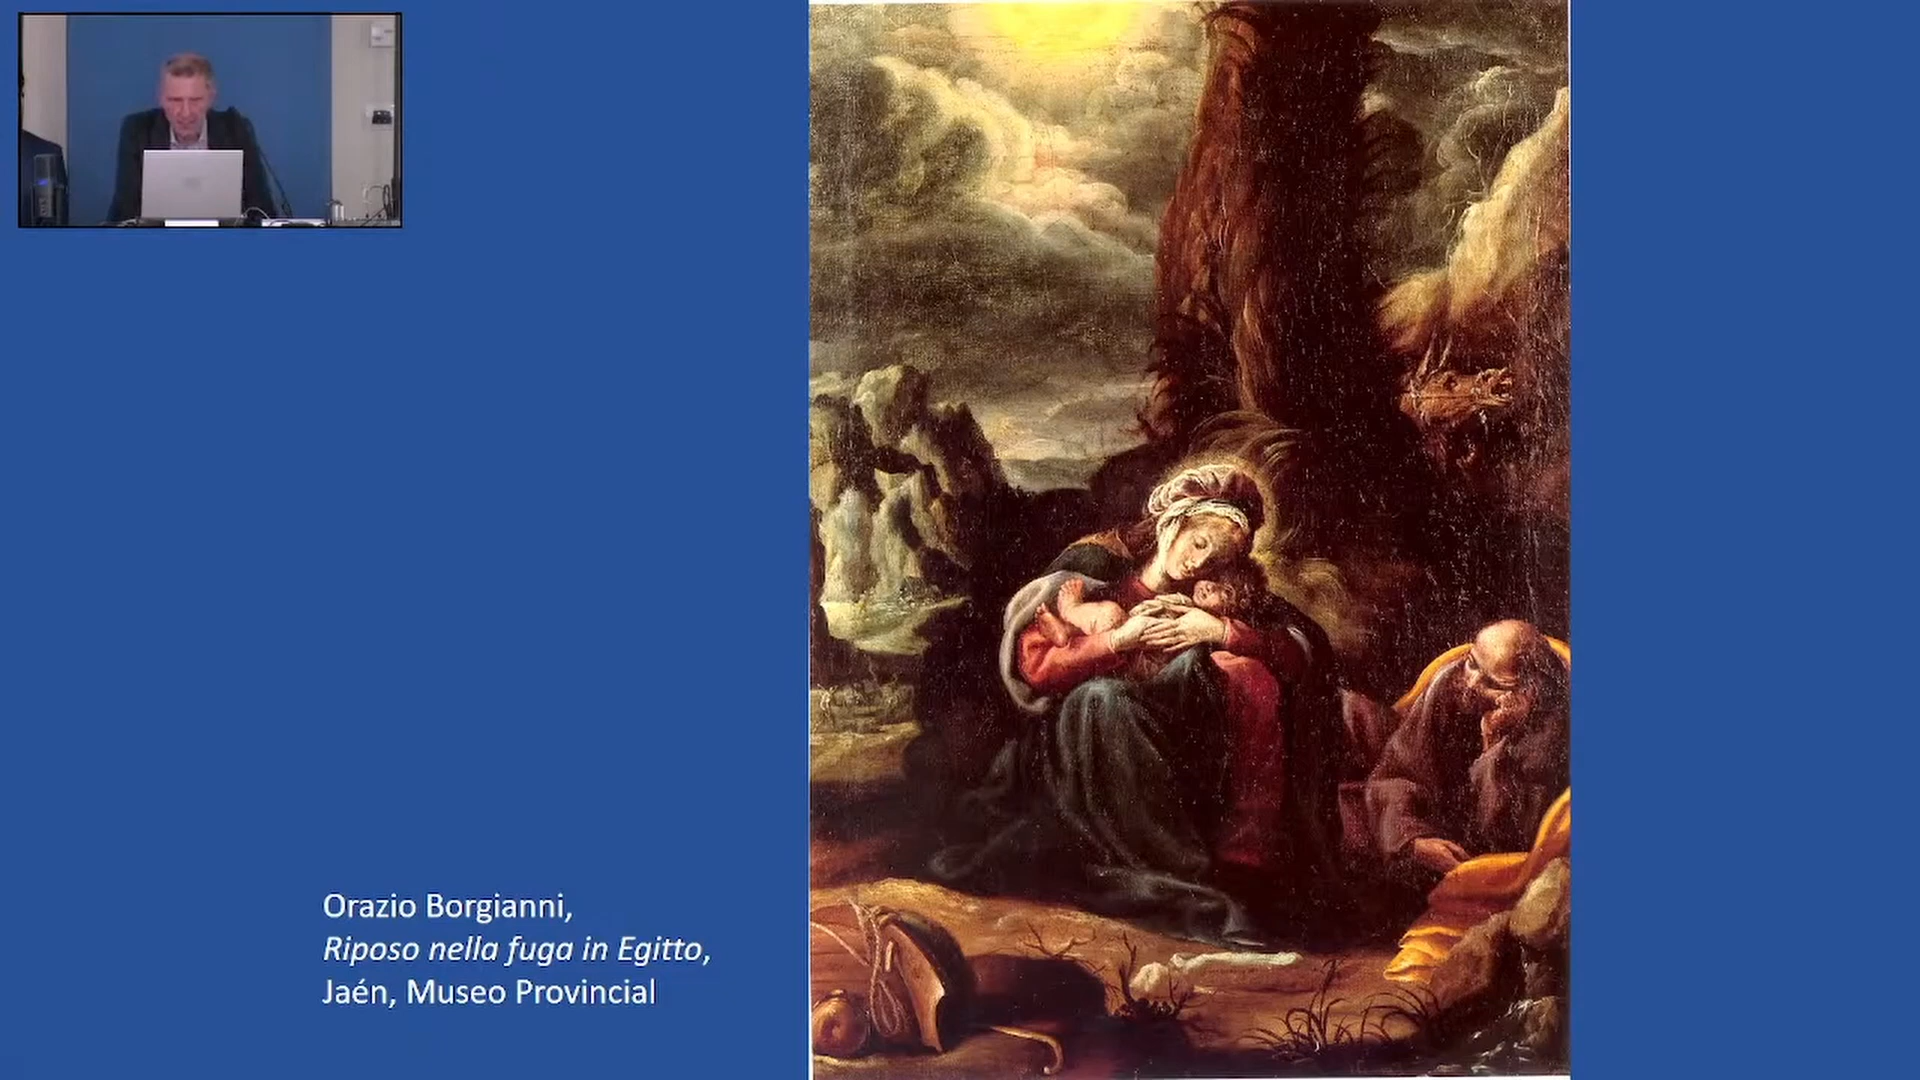 Orazio Borgianni,
Riposo nella fuga in Egitto,
Jaén, Museo Provincial